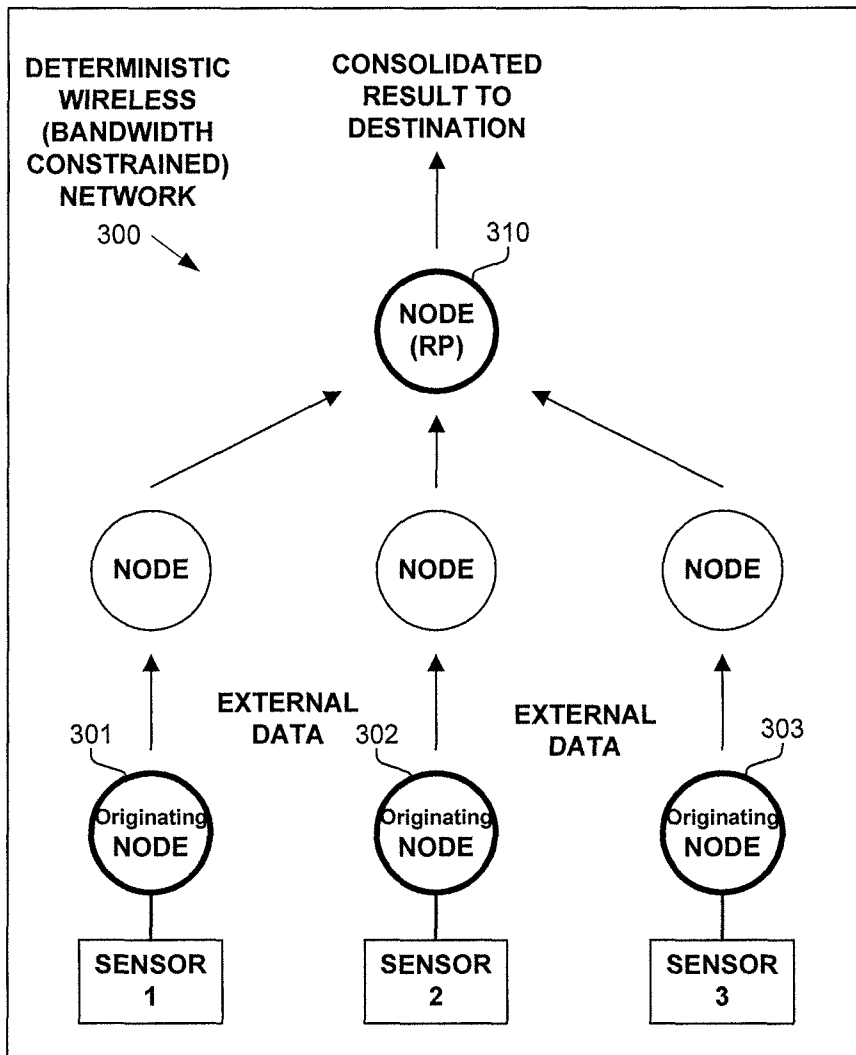 DETERMINISTIC
WIRELESS
(BANDWIDTH
CONSTRAINED)
NETWORK
300
CONSOLIDATED
RESULT TO
DESTINATION
310
NODE
(RP)
NODE
NODE
NODE
EXTERNAL
DATA
EXTERNAL
DATA
301
302
303
Originating
NODE
Originating
NODE
Originating
NODE
SENSOR
1
SENSOR
2
SENSOR
3